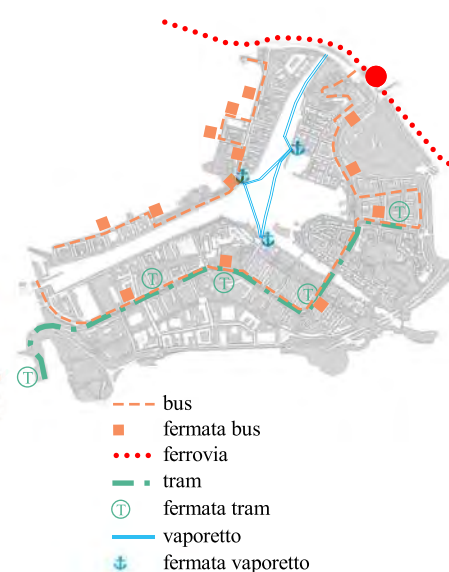 T
T
T
T
T
bus
fermata bus
ferrovia
tram
T fermata tram
vaporetto
fermata vaporetto